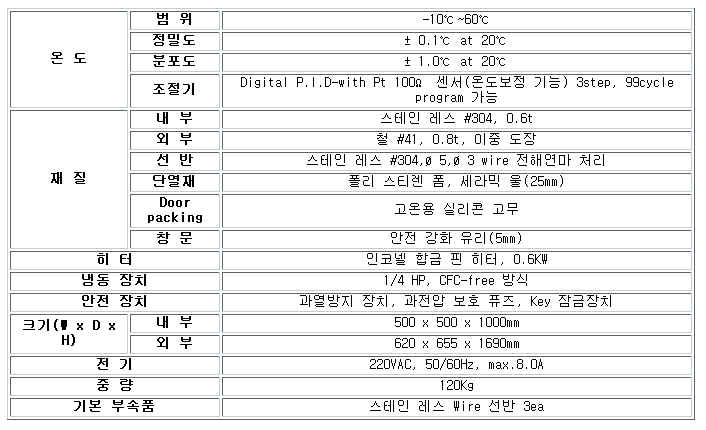 온 도
범 위
-10℃~60℃
정밀도
± 0.1℃ at 20℃
분포도
± 1.0℃ at 20℃
조절기
Digital P.I.D-with Pt 100Ω 센서(온도보정 기능) 3step, 99cycle
program 가능
재 질
내 부
스테인 레스 #304, 0.6t
외 부
철 #41, 0.8t, 이중 도장
선 반
스테인 레스 #304,ø 5,ø 3 wire 전해연마 처리
단열재
폴리 스티렌 폼, 세라믹 울(25mm)
Door
packing
고온용 실리콘 고무
창 문
안전 강화 유리(5mm)
히 터
인코넬 합금 핀 히터, 0.6KW
냉동 장치
1/4 HP, CFC-free 방식
안전 장치
과열방지 장치, 과전압 보호 퓨즈, Key 잠금장치
크기(W x D x
H)
내 부
500 x 500 x 1000mm
외 부
620 x 655 x 1690mm
전 기
220VAC, 50/60Hz, max.8.0A
중 량
120Kg
기본 부속품
스테인 레스 Wire 선반 3ea